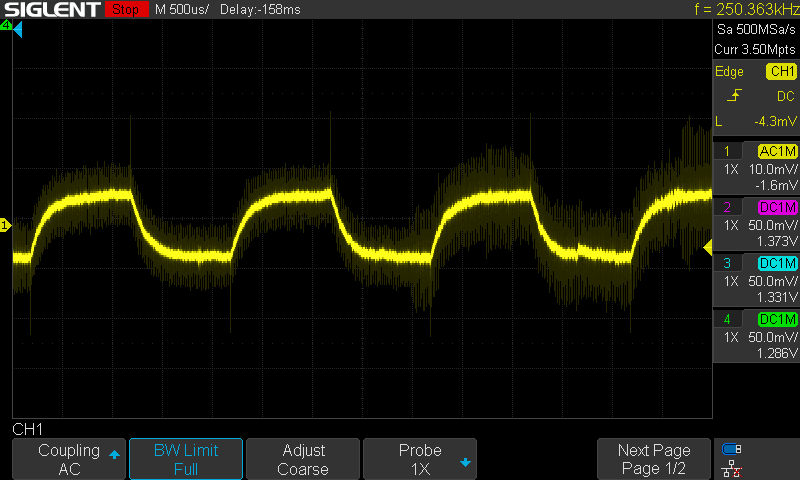 SIGLENT Stop M 500us/ Delay:-158ms f = 250.363kHz
4
Sa 500MSa/s
Curr 3.50Mpts
Edge CH1
DC
L -4.3mV
1 AC1M
1X 10.0mV/
-1.6mV
2 DC1M
1X 50.0mV/
1.373V
3 DC1M
1X 50.0mV/
1.331V
4 DC1M
1X 50.0mV/
1.286V
1
CH1
Coupling
AC
BW Limit
Full
Adjust
Coarse
Probe
1X
Next Page
Page 1/2